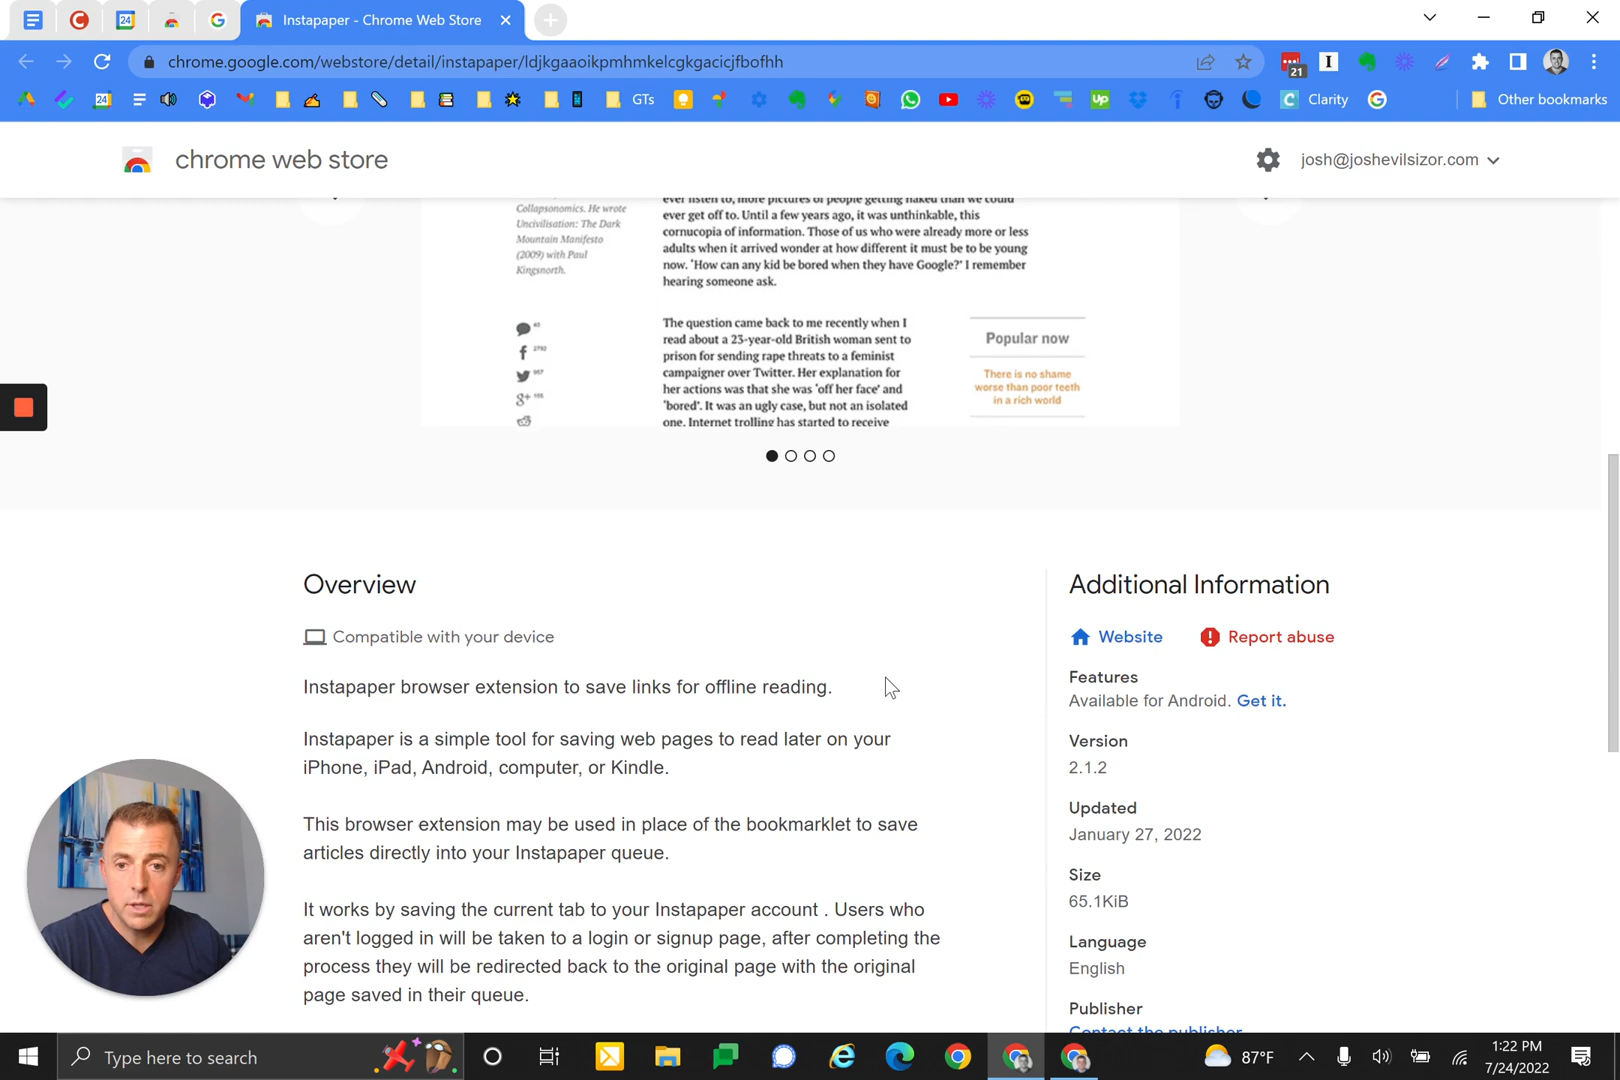 Instapaper - Chrome Web Store
chrome.google.com/webstore/detail/instapaper/ldjkgaaoikpmhmkelcgkgacicjfbofhh
21
24
GTs
Clarity
Other bookmarks
chrome web store
josh@joshevilsizor.com
Collapsonomics. He wrote
Uncivilisation: The Dark
Mountain Manifesto
(2009) with Paul
Kingsnorth.
ever listen to, more pictures of people getting naked than we could
ever get off to. Until a few years ago, it was unthinkable, this
cornucopia of information. Those of us who were already more or less
adults when it arrived wonder at how different it must be to be young
now. 'How can any kid be bored when they have Google?' I remember
hearing someone ask.
The question came back to me recently when I
read about a 23-year-old British woman sent to
prison for sending rape threats to a feminist
campaigner over Twitter. Her explanation for
her actions was that she was 'off her face' and
'bored'. It was an ugly case, but not an isolated
one. Internet trolling has started to receive
Popular now
There is no shame
worse than poor teeth
in a rich world
Overview
Compatible with your device
Instapaper browser extension to save links for offline reading.
Instapaper is a simple tool for saving web pages to read later on your
iPhone, iPad, Android, computer, or Kindle.
This browser extension may be used in place of the bookmarklet to save
articles directly into your Instapaper queue.
It works by saving the current tab to your Instapaper account . Users who
aren't logged in will be taken to a login or signup page, after completing the
process they will be redirected back to the original page with the original
page saved in their queue.
Additional Information
Website
Report abuse
Features
Available for Android. Get it.
Version
2.1.2
Updated
January 27, 2022
Size
65.1KiB
Language
English
Publisher
Contact the publisher
Type here to search
87°F
1:22 PM
7/24/2022